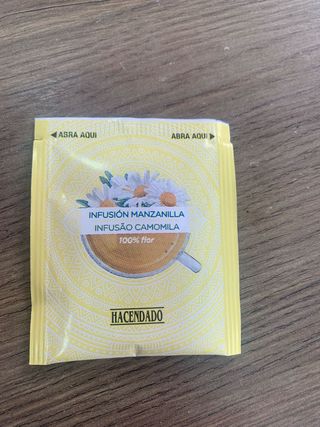 ◀ABRA AQUI ABRA AQUI▶
INFUSIÓN MANZANILLA
INFUSÃO CAMOMILA
100% flor
HACENDADO